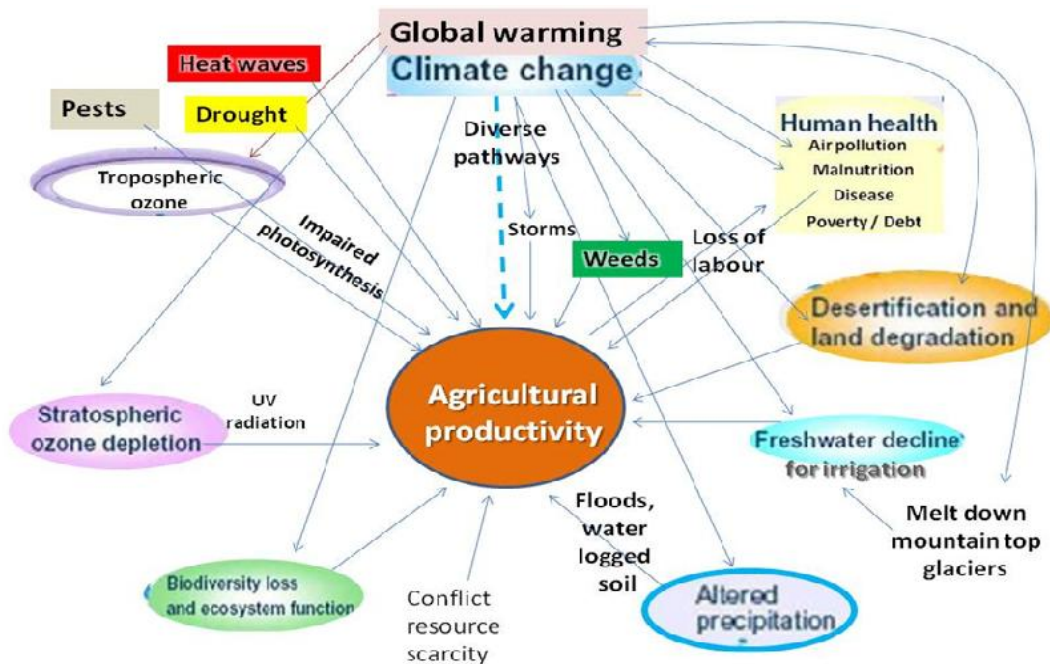 Global warming
Climate change
Heat waves
Pests
Drought
Diverse
pathways
Human health
Airpollution
Malnutrition
Disease
Poverty / Debt
Tropospheric
ozone
Impaired
photosynthesis
Storms
Weeds
Loss of
labour
Desertification and
land degradation
Agricultural
productivity
Stratospheric
ozone depletion
UV
radiation
Freshwater decline
for irrigation
Melt down
mountain top
glaciers
Floods,
water
logged
soil
Biodiversity loss
and ecosystem function
Conflict
resource
scarcity
Altered
precipitation